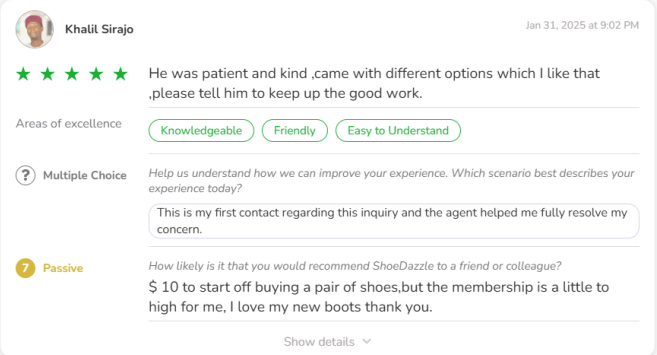 Khalil Sirajo
Jan 31, 2025 at 9:02 PM
He was patient and kind ,came with different options which I like that
,please tell him to keep up the good work.
Areas of excellence
Knowledgeable
Friendly
Easy to Understand
?
Multiple Choice
Help us understand how we can improve your experience. Which scenario best describes your
experience today?
This is my first contact regarding this inquiry and the agent helped me fully resolve my
concern.
7
Passive
How likely is it that you would recommend ShoeDazzle to a friend or colleague?
$ 10 to start off buying a pair of shoes,but the membership is a little to
high for me, I love my new boots thank you.
Show details